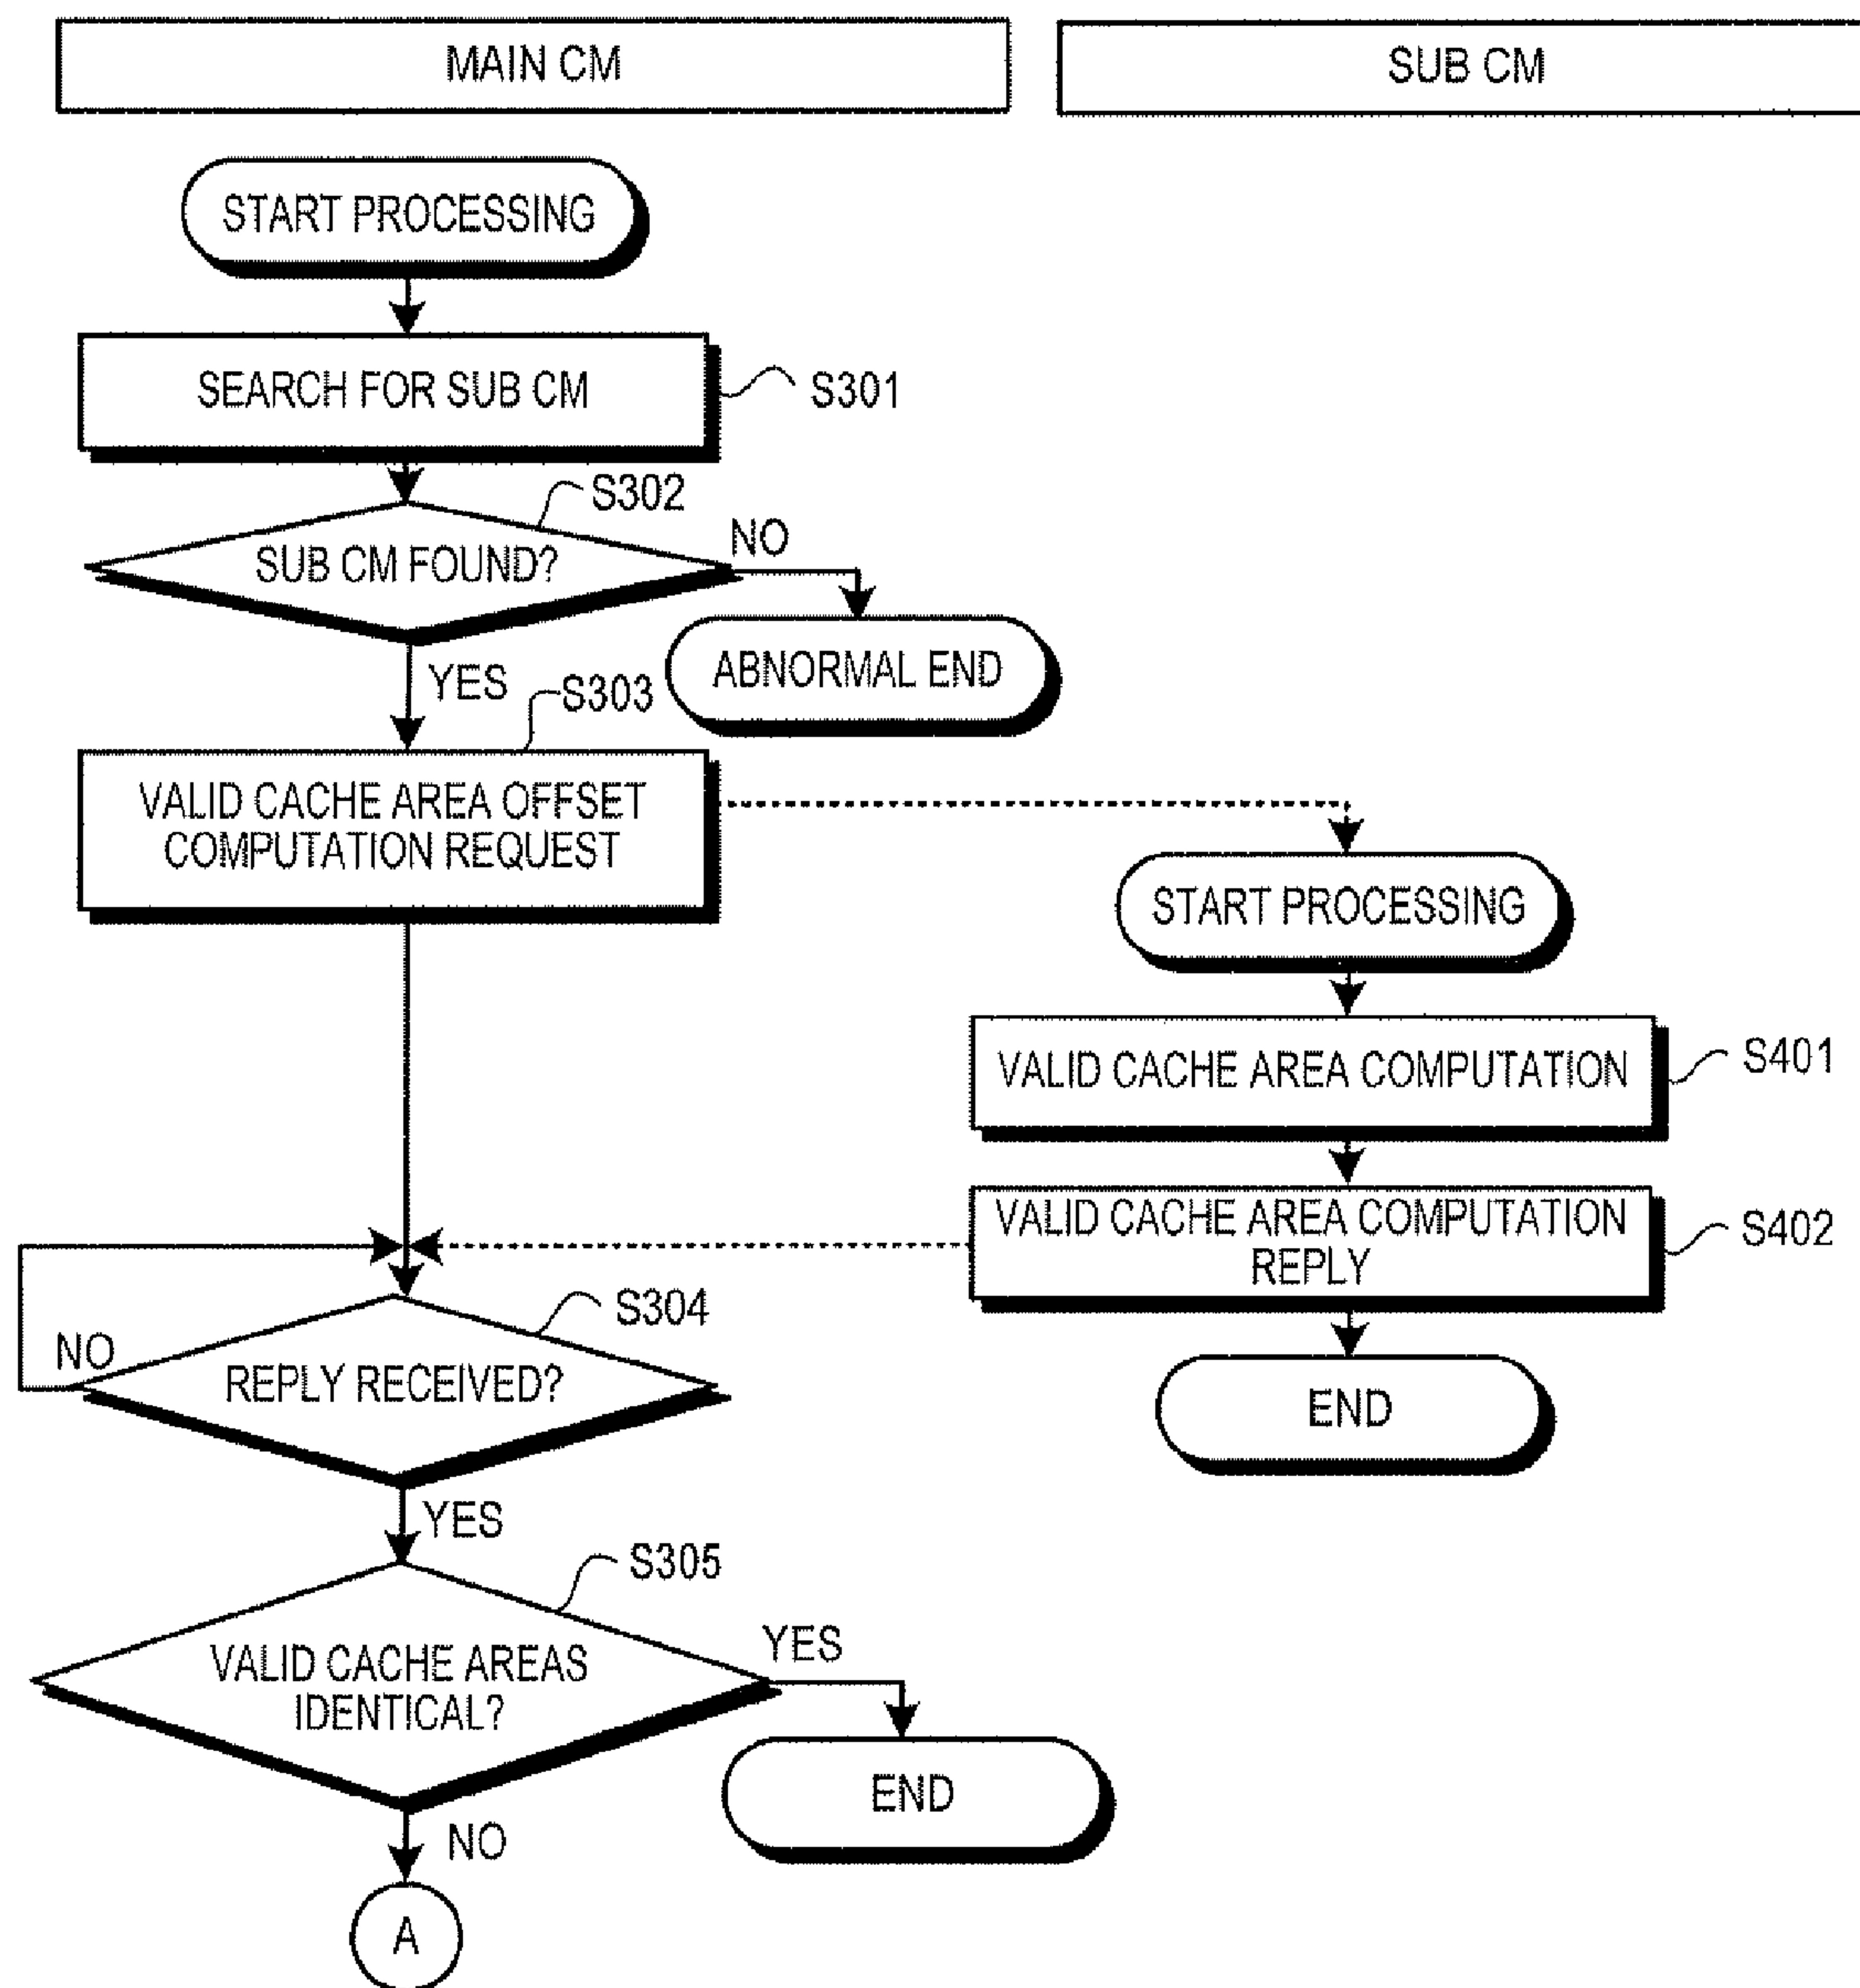 MAIN CM
SUB CM
START PROCESSING
SEARCH FOR SUB CM
S301
S302
SUB CM FOUND?
NO
ABNORMAL END
YES
S303
VALID CACHE AREA OFFSET
COMPUTATION REQUEST
START PROCESSING
VALID CACHE AREA COMPUTATION
S401
VALID CACHE AREA COMPUTATION
REPLY
S402
S304
NO
REPLY RECEIVED?
END
YES
S305
VALID CACHE AREAS
IDENTICAL?
YES
END
NO
A